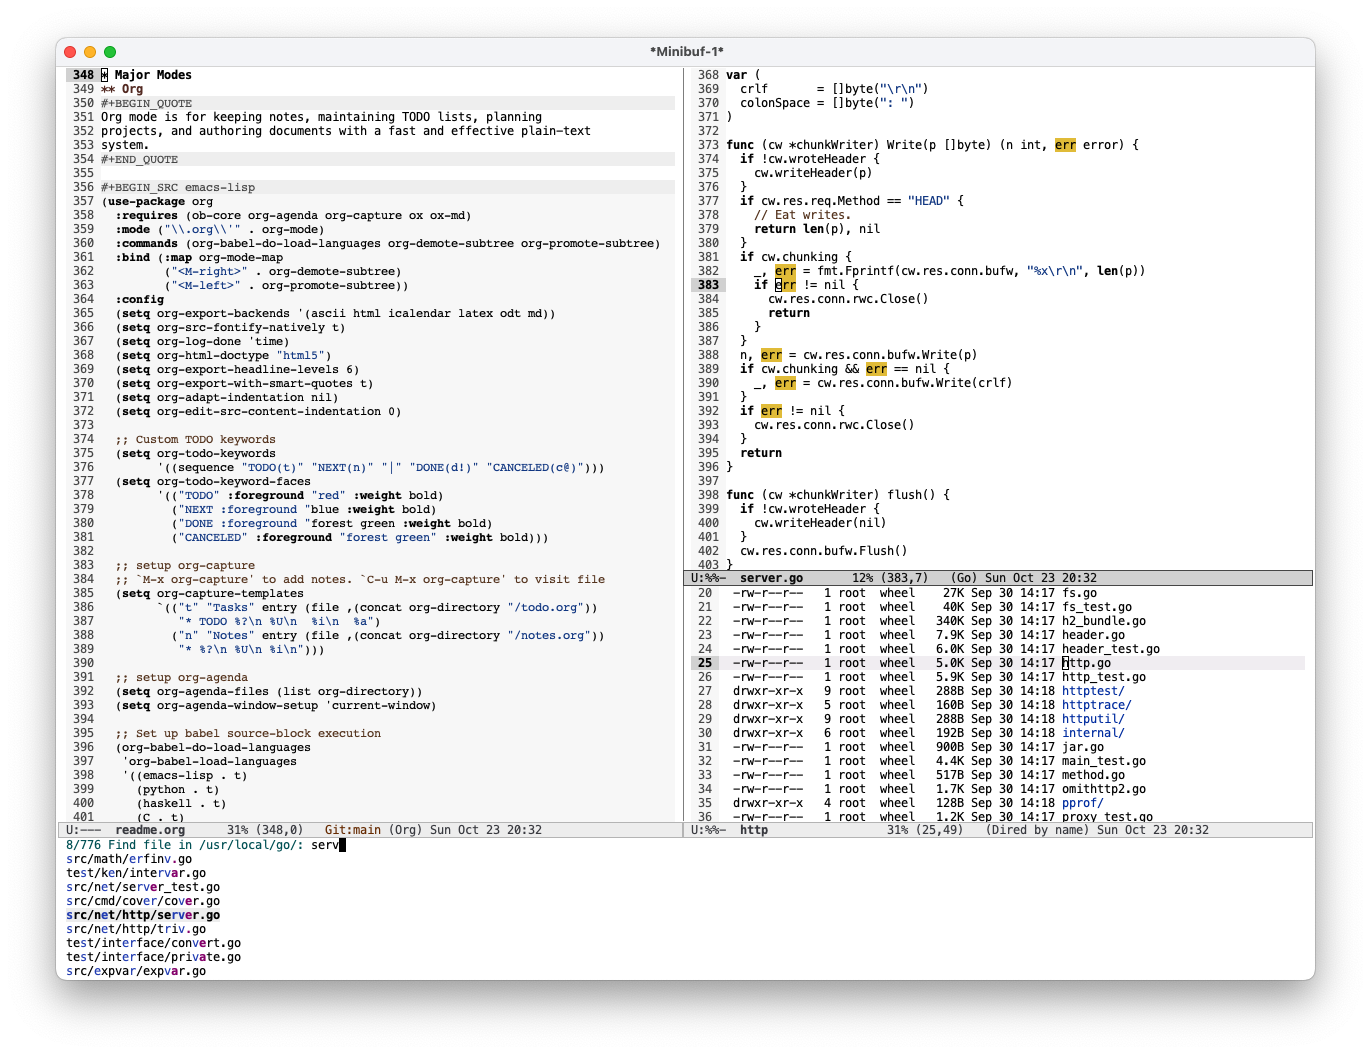 *Minibuf-1*
348 * Major Modes
349 ** Org
350 #+BEGIN_QUOTE
351 Org mode is for keeping notes, maintaining TODO lists, planning
352 projects, and authoring documents with a fast and effective plain-text
353 system.
354 #+END_QUOTE
355
356 #+BEGIN_SRC emacs-lisp
357 (use-package org
358   :requires (ob-core org-agenda org-capture ox ox-md)
359   :mode ("\\.org\\'" . org-mode)
360   :commands (org-babel-do-load-languages org-demote-subtree org-promote-subtree)
361   :bind (:map org-mode-map
362          ("<M-right>" . org-demote-subtree)
363          ("<M-left>" . org-promote-subtree))
364   :config
365   (setq org-export-backends '(ascii html icalendar latex odt md))
366   (setq org-src-fontify-natively t)
367   (setq org-log-done 'time)
368   (setq org-html-doctype "html5")
369   (setq org-export-headline-levels 6)
370   (setq org-export-with-smart-quotes t)
371   (setq org-adapt-indentation nil)
372   (setq org-edit-src-content-indentation 0)
373
374   ;; Custom TODO keywords
375   (setq org-todo-keywords
376         '((sequence "TODO(t)" "NEXT(n)" "|" "DONE(d!)" "CANCELED(c@)")))
377   (setq org-todo-keyword-faces
378         '(("TODO" :foreground "red" :weight bold)
379           ("NEXT :foreground "blue :weight bold)
380           ("DONE :foreground "forest green :weight bold)
381           ("CANCELED" :foreground "forest green" :weight bold)))
382
383   ;; setup org-capture
384   ;; `M-x org-capture' to add notes. `C-u M-x org-capture' to visit file
385   (setq org-capture-templates
386         `(("t" "Tasks" entry (file ,(concat org-directory "/todo.org"))
387            "* TODO %?\n %U\n  %i\n  %a")
388           ("n" "Notes" entry (file ,(concat org-directory "/notes.org"))
389            "* %?\n %U\n %i\n")))
390
391   ;; setup org-agenda
392   (setq org-agenda-files (list org-directory))
393   (setq org-agenda-window-setup 'current-window)
394
395   ;; Set up babel source-block execution
396   (org-babel-do-load-languages
397    'org-babel-load-languages
398    '((emacs-lisp . t)
399      (python . t)
400      (haskell . t)
401      (C . t)
U:---  readme.org      31% (348,0)   Git:main (Org) Sun Oct 23 20:32
368 var (
369   crlf       = []byte("\r\n")
370   colonSpace = []byte(": ")
371 )
372
373 func (cw *chunkWriter) Write(p []byte) (n int, err error) {
374   if !cw.wroteHeader {
375     cw.writeHeader(p)
376   }
377   if cw.res.req.Method == "HEAD" {
378     // Eat writes.
379     return len(p), nil
380   }
381   if cw.chunking {
382     _, err = fmt.Fprintf(cw.res.conn.bufw, "%x\r\n", len(p))
383     if err != nil {
384       cw.res.conn.rwc.Close()
385       return
386     }
387   }
388   n, err = cw.res.conn.bufw.Write(p)
389   if cw.chunking && err == nil {
390     _, err = cw.res.conn.bufw.Write(crlf)
391   }
392   if err != nil {
393     cw.res.conn.rwc.Close()
394   }
395   return
396 }
397
398 func (cw *chunkWriter) flush() {
399   if !cw.wroteHeader {
400     cw.writeHeader(nil)
401   }
402   cw.res.conn.bufw.Flush()
403 }
U:%%-  server.go       12% (383,7)   (Go) Sun Oct 23 20:32
20  -rw-r--r--   1 root  wheel    27K Sep 30 14:17 fs.go
21  -rw-r--r--   1 root  wheel    40K Sep 30 14:17 fs_test.go
22  -rw-r--r--   1 root  wheel   340K Sep 30 14:17 h2_bundle.go
23  -rw-r--r--   1 root  wheel   7.9K Sep 30 14:17 header.go
24  -rw-r--r--   1 root  wheel   6.0K Sep 30 14:17 header_test.go
25  -rw-r--r--   1 root  wheel   5.0K Sep 30 14:17 http.go
26  -rw-r--r--   1 root  wheel   5.9K Sep 30 14:17 http_test.go
27  drwxr-xr-x   9 root  wheel   288B Sep 30 14:18 httptest/
28  drwxr-xr-x   5 root  wheel   160B Sep 30 14:18 httptrace/
29  drwxr-xr-x   9 root  wheel   288B Sep 30 14:18 httputil/
30  drwxr-xr-x   6 root  wheel   192B Sep 30 14:18 internal/
31  -rw-r--r--   1 root  wheel   900B Sep 30 14:17 jar.go
32  -rw-r--r--   1 root  wheel   4.4K Sep 30 14:17 main_test.go
33  -rw-r--r--   1 root  wheel   517B Sep 30 14:17 method.go
34  -rw-r--r--   1 root  wheel   1.7K Sep 30 14:17 omithttp2.go
35  drwxr-xr-x   4 root  wheel   128B Sep 30 14:18 pprof/
36  -rw-r--r--   1 root  wheel   1.2K Sep 30 14:17 proxy_test.go
U:%%-  http                 31% (25,49)   (Dired by name) Sun Oct 23 20:32
8/776 Find file in /usr/local/go/: serv
src/math/erfinv.go
test/ken/intervar.go
src/net/server_test.go
src/cmd/cover/cover.go
src/net/http/server.go
src/net/http/triv.go
test/interface/convert.go
test/interface/private.go
src/expvar/expvar.go